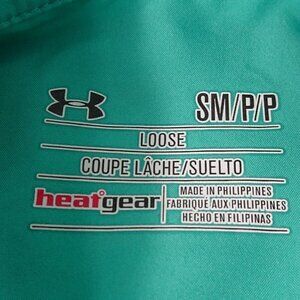 SM/P/P
LOOSE
COUPE LÂCHE/SUELTO
heatgear
MADE IN PHILIPPINES
FABRIQUÉ AUX PHILIPPINES
HECHO EN FILIPINAS